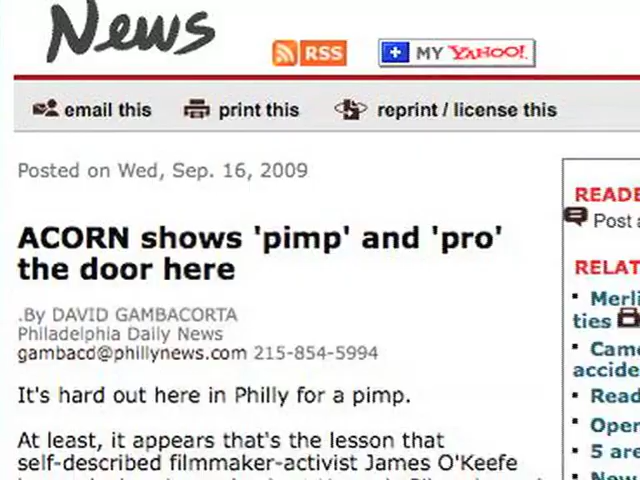 News
RSS
MY YAHOO!
email this
print this
reprint / license this
Posted on Wed, Sep. 16, 2009
ACORN shows 'pimp' and 'pro'
the door here
.By DAVID GAMBACORTA
Philadelphia Daily News
gambacd@phillynews.com 215-854-5994
It's hard out here in Philly for a pimp.
At least, it appears that's the lesson that
self-described filmmaker-activist James O'Keefe
READE
Post a
RELAT
Merli
ties
Came
accide
Read
Oper
5 are